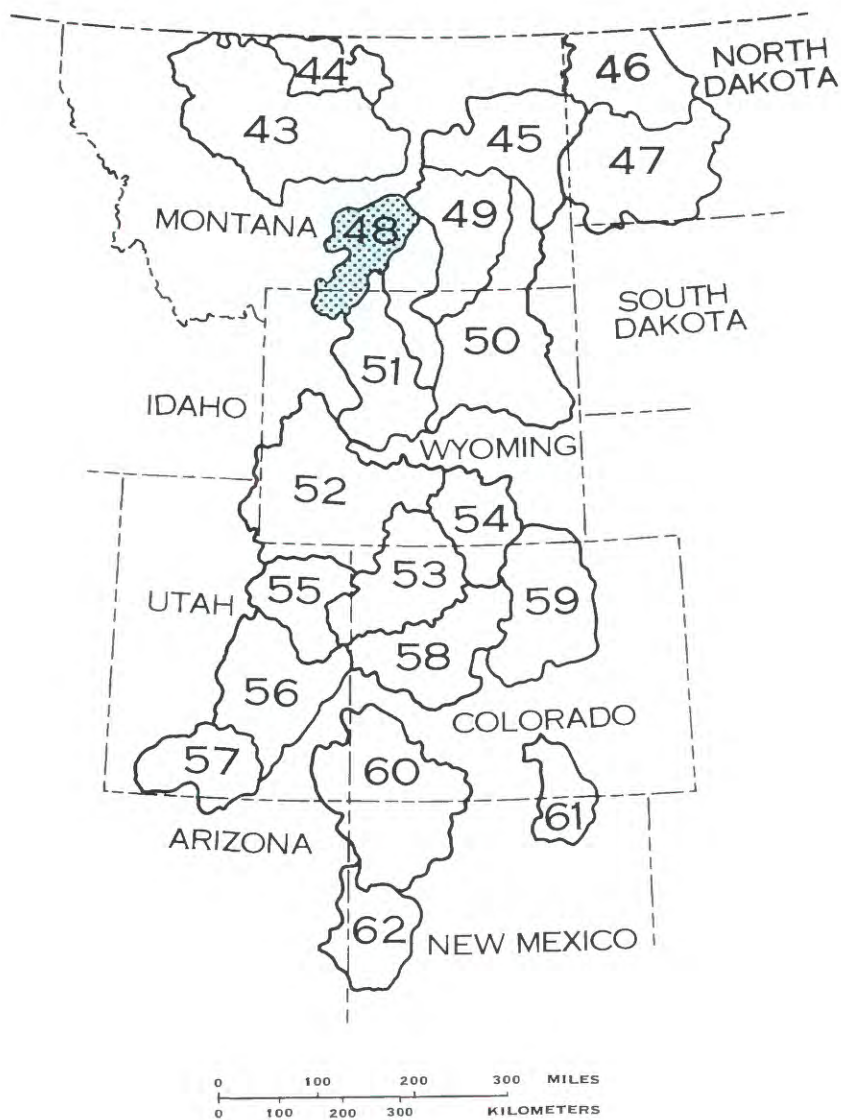 NORTH
DAKOTA
44
46
43
45
47
MONTANA
48
49
SOUTH
DAKOTA
50
51
IDAHO
WYOMING
52
54
53
55
59
UTAH
58
56
COLORADO
57
60
61
ARIZONA
62
NEW MEXICO
0 100 200 300 MILES
0 100 200 300 KILOMETERS